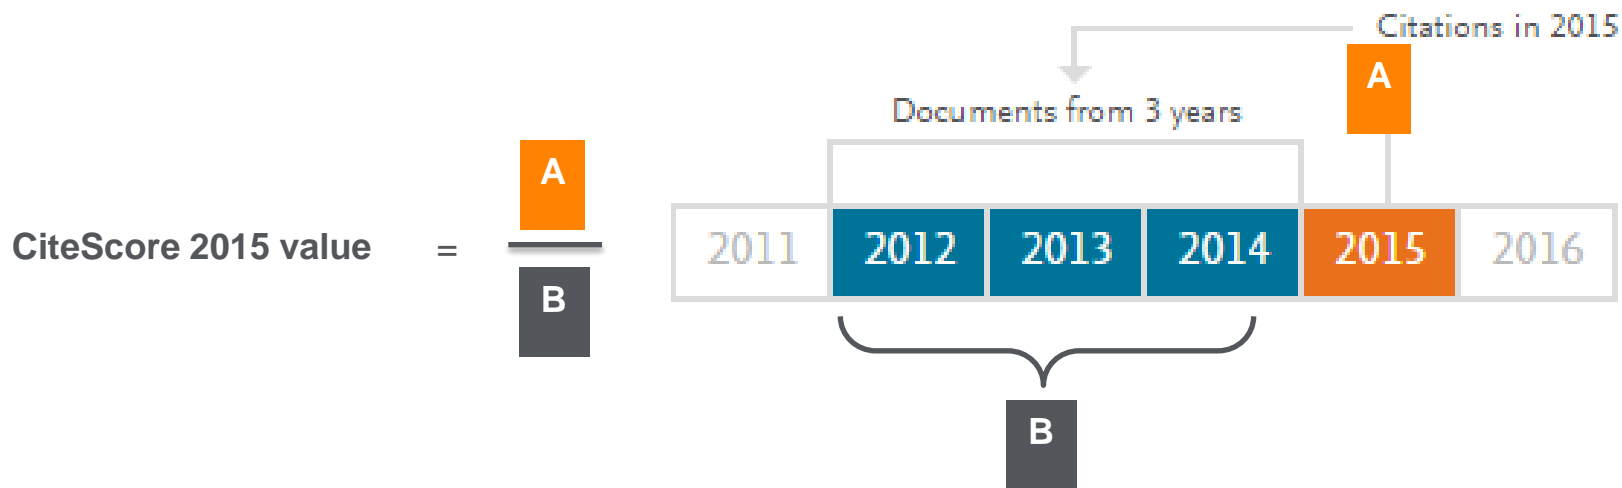 Citations in 2015
A
Documents from 3 years
A
CiteScore 2015 value =
B
2011 2012 2013 2014 2015 2016
B